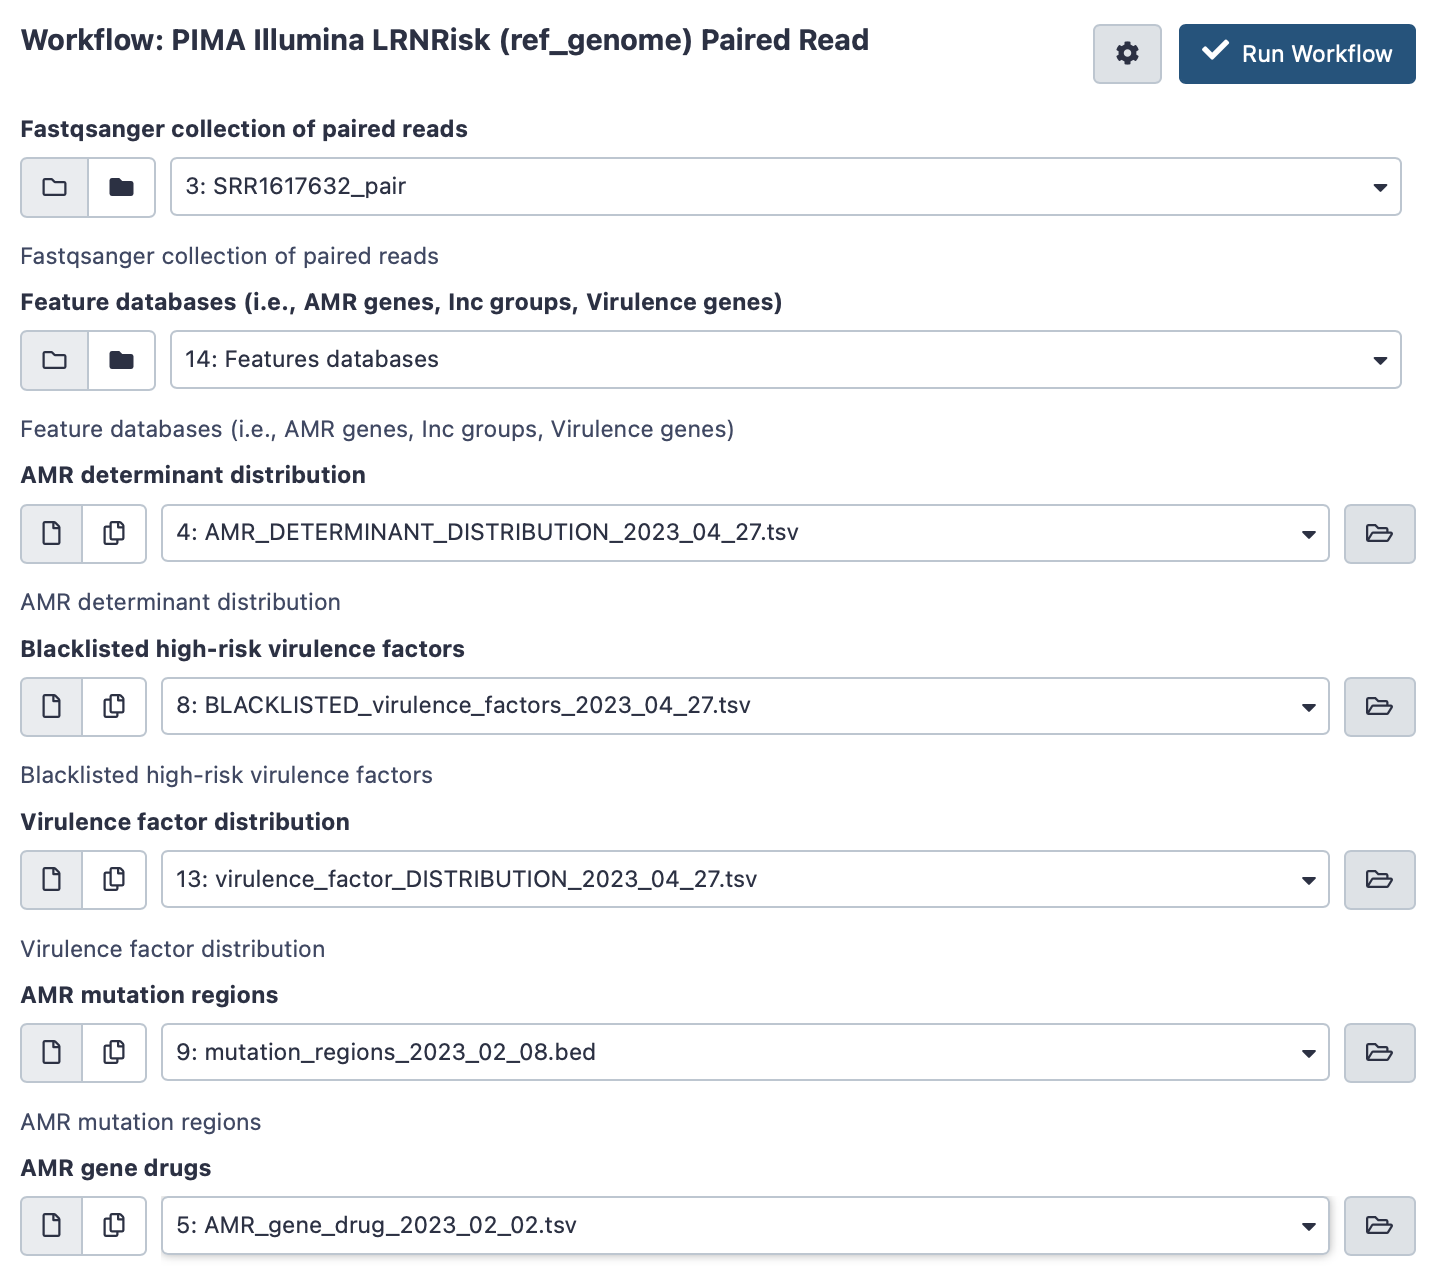 Workflow: PIMA Illumina LRNRisk (ref_genome) Paired Read
Run Workflow
Fastqsanger collection of paired reads
3: SRR1617632_pair
Fastqsanger collection of paired reads
Feature databases (i.e., AMR genes, Inc groups, Virulence genes)
14: Features databases
Feature databases (i.e., AMR genes, Inc groups, Virulence genes)
AMR determinant distribution
4: AMR_DETERMINANT_DISTRIBUTION_2023_04_27.tsv
AMR determinant distribution
Blacklisted high-risk virulence factors
8: BLACKLISTED_virulence_factors_2023_04_27.tsv
Blacklisted high-risk virulence factors
Virulence factor distribution
13: virulence_factor_DISTRIBUTION_2023_04_27.tsv
Virulence factor distribution
AMR mutation regions
9: mutation_regions_2023_02_08.bed
AMR mutation regions
AMR gene drugs
5: AMR_gene_drug_2023_02_02.tsv